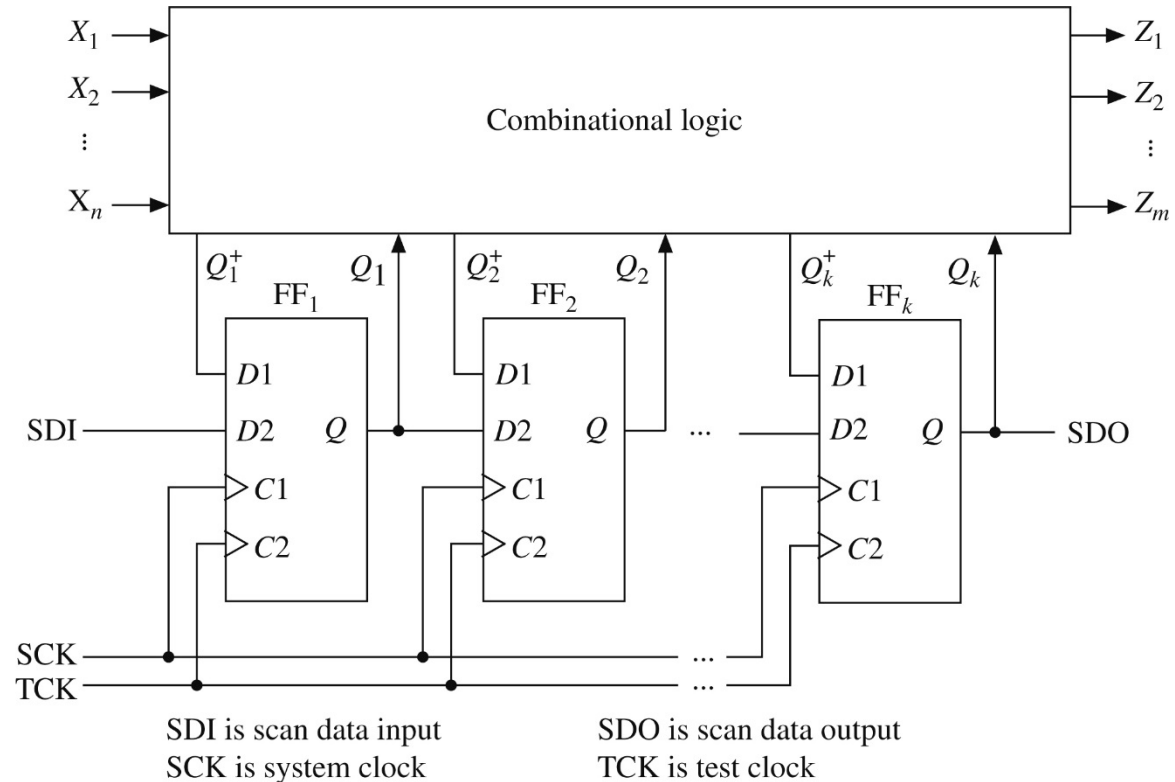 X₁ Z₁
X₂ Combinational logic Z₂
⋮ ⋮
Xₙ Zₘ
Q₁⁺ Q₁ Q₂⁺ Q₂ Qₖ⁺ Qₖ
FF₁ FF₂ FFₖ
D1 D1 D1
SDI D2 Q D2 Q ... D2 Q SDO
C1 C1 C1
C2 C2 C2
SCK ...
TCK ...
SDI is scan data input SDO is scan data output
SCK is system clock TCK is test clock